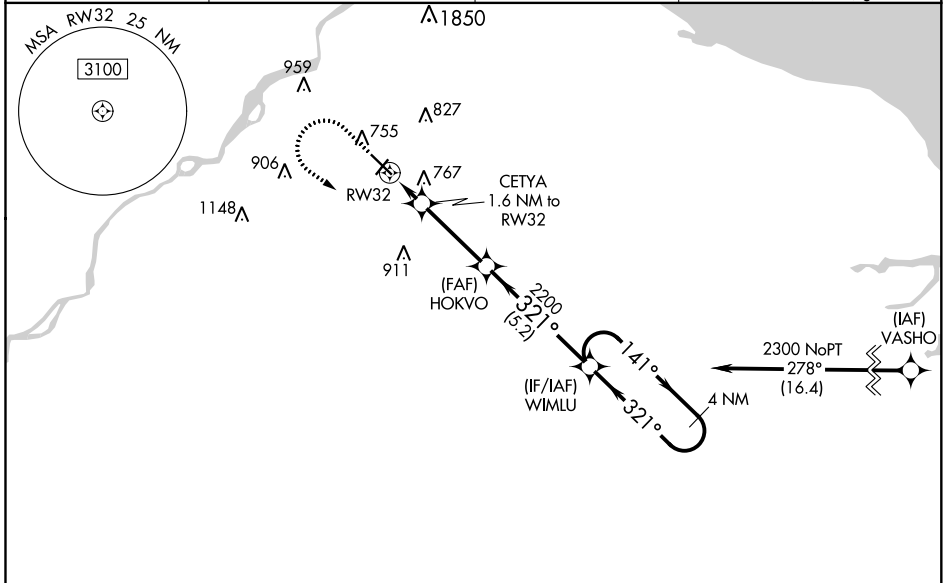 MSA RW32 25 NM
3100
1850
959
827
755
906
767
RW32
CETYA
1.6 NM to
RW32
1148
911
(FAF)
HOKVO
2200
321°
(5.2)
(IAF)
VASHO
2300 NoPT
278°
(16.4)
141°
(IF/IAF)
WIMLU
4 NM
321°